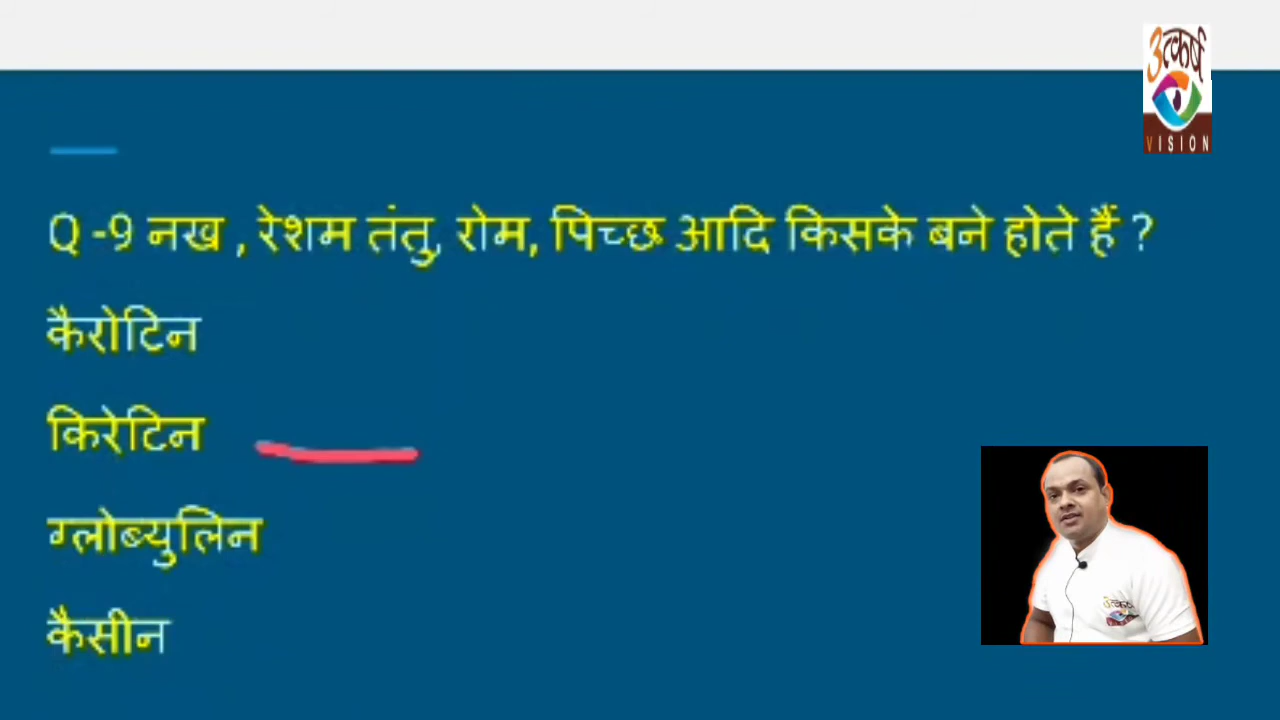 उत्कर्ष
VISION
Q -9 नख , रेशम तंतु, रोम, पिच्छ आदि किसके बने होते हैं ?
कैरोटिन
किरेटिन
ग्लोब्युलिन
कैसीन